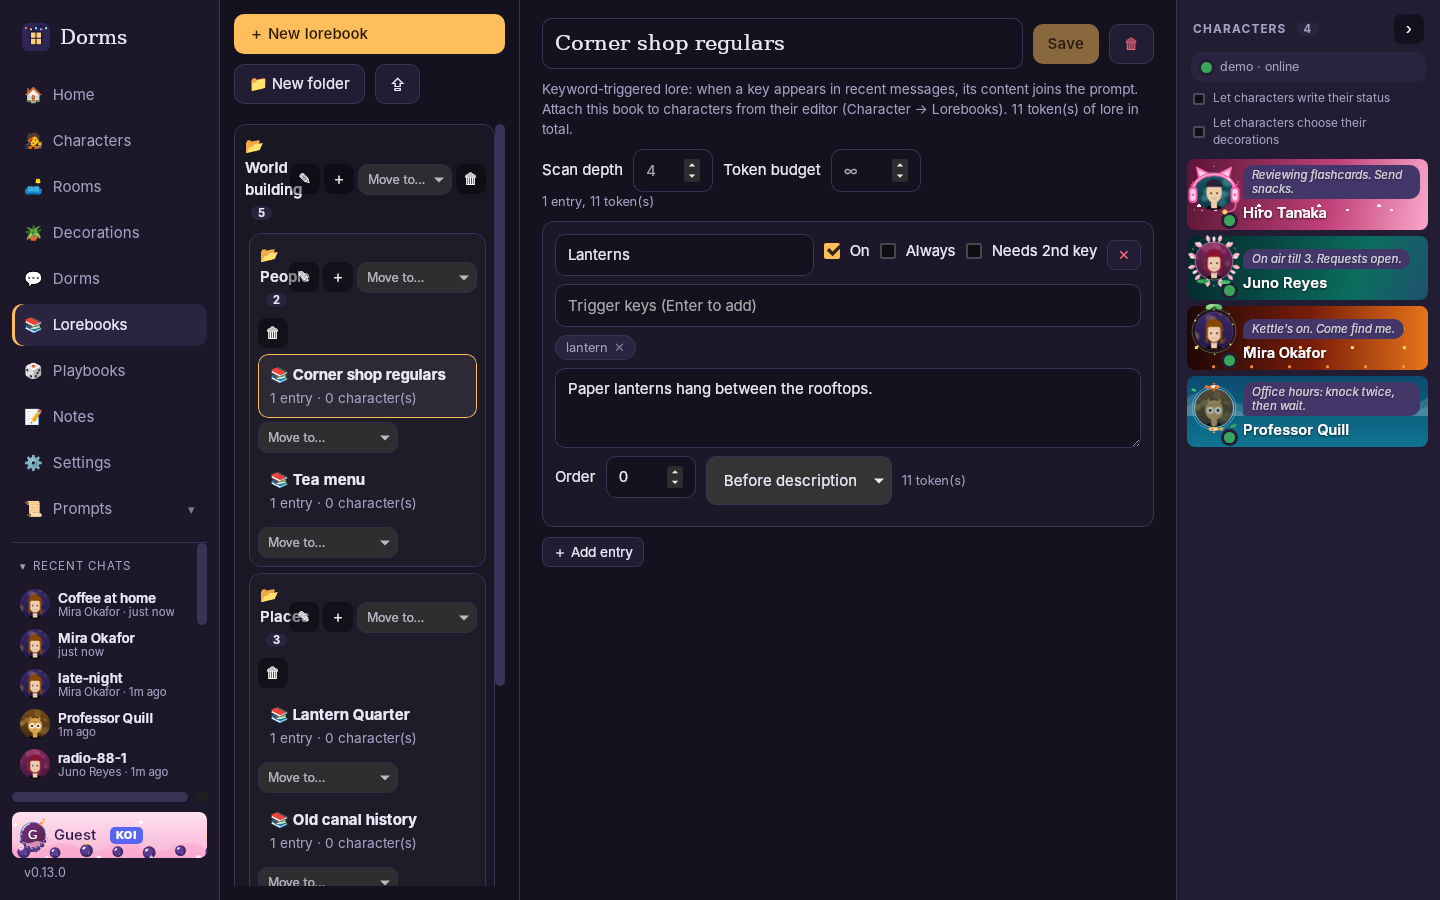 Dorms
Home
Characters
Rooms
Decorations
Dorms
Lorebooks
Playbooks
Notes
Settings
Prompts
RECENT CHATS
Coffee at home
Mira Okafor · just now
Mira Okafor
just now
late-night
Mira Okafor · 1m ago
Professor Quill
1m ago
radio-88-1
Juno Reyes · 1m ago
G Guest KOI
v0.13.0
+ New lorebook
New folder
World building
5
Move to...
People
2
Move to...
Corner shop regulars
1 entry · 0 character(s)
Move to...
Tea menu
1 entry · 0 character(s)
Move to...
Places
3
Move to...
Lantern Quarter
1 entry · 0 character(s)
Move to...
Old canal history
1 entry · 0 character(s)
Move to...
Corner shop regulars
Save
Keyword-triggered lore: when a key appears in recent messages, its content joins the prompt.
Attach this book to characters from their editor (Character → Lorebooks). 11 token(s) of lore in
total.
Scan depth 4 Token budget ∞
1 entry, 11 token(s)
Lanterns On Always Needs 2nd key
Trigger keys (Enter to add)
lantern ×
Paper lanterns hang between the rooftops.
Order 0 Before description 11 token(s)
+ Add entry
CHARACTERS 4
demo · online
Let characters write their status
Let characters choose their
decorations
Reviewing flashcards. Send
snacks.
Hiro Tanaka
On air till 3. Requests open.
Juno Reyes
Kettle's on. Come find me.
Mira Okafor
Office hours: knock twice,
then wait.
Professor Quill